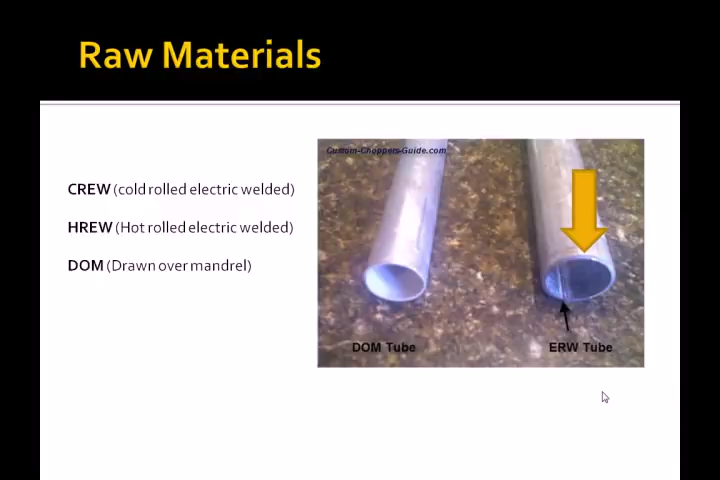 Raw Materials
Custom-Choppers-Guide.com
CREW (cold rolled electric welded)
HREW (Hot rolled electric welded)
DOM (Drawn over mandrel)
DOM Tube
ERW Tube